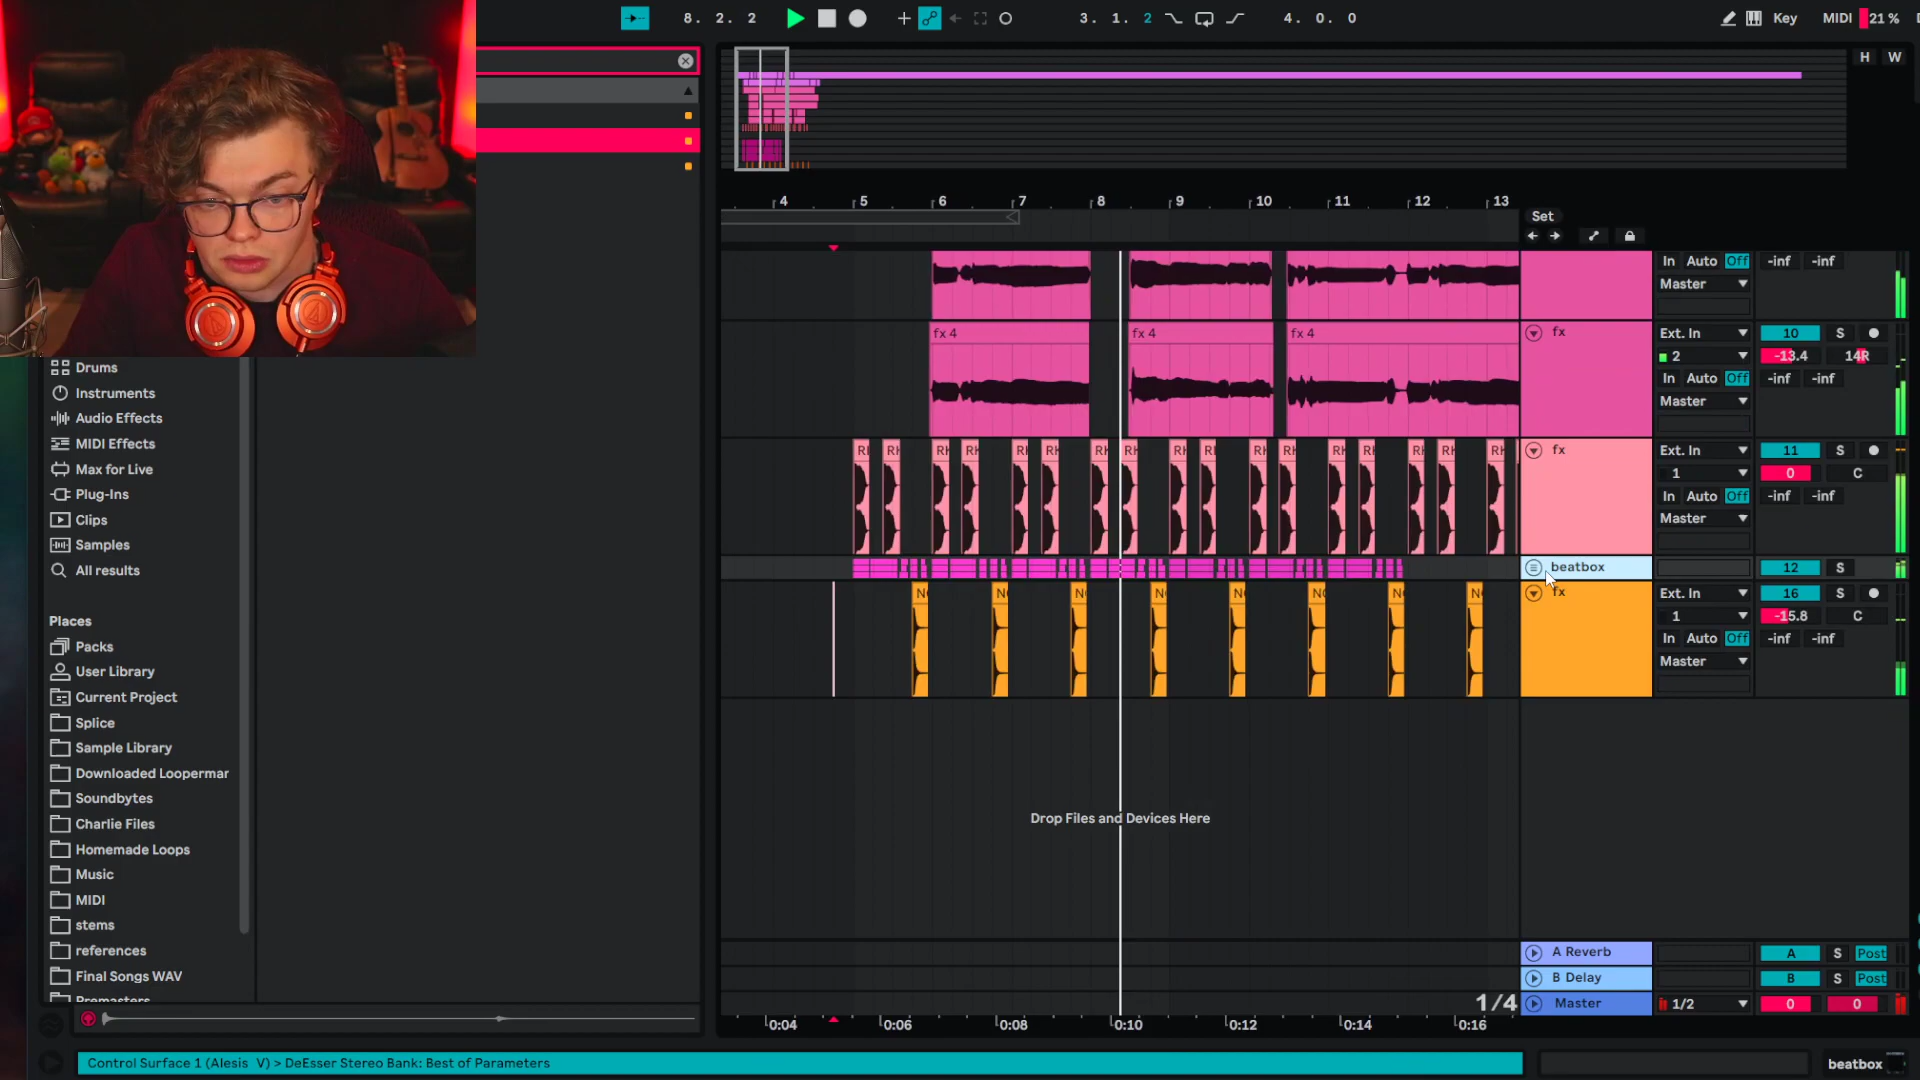 8. 2. 2
3. 1. 2
4. 0. 0
Key
MIDI
21 %
H
W
4
5
6
7
8
9
10
11
12
13
Set
In Auto Off -inf -inf
Master
fx 4
fx 4
fx 4
fx
Ext. In
10
S
2
-13.4
14R
In Auto Off -inf -inf
Master
fx
Ext. In
11
S
1
0
C
In Auto Off -inf -inf
Master
beatbox
12
S
fx
Ext. In
16
S
1
-15.8
C
In Auto Off -inf -inf
Master
Drums
Instruments
Audio Effects
MIDI Effects
Max for Live
Plug-Ins
Clips
Samples
All results
Places
Packs
User Library
Current Project
Splice
Sample Library
Downloaded Loopermar
Soundbytes
Charlie Files
Homemade Loops
Music
MIDI
stems
references
Final Songs WAV
Premasters
Drop Files and Devices Here
A Reverb
A
S
Post
B Delay
B
S
Post
1/4
Master
1/2
0
0
0:04
0:06
0:08
0:10
0:12
0:14
0:16
Control Surface 1 (Alesis V) > DeEsser Stereo Bank: Best of Parameters
beatbox